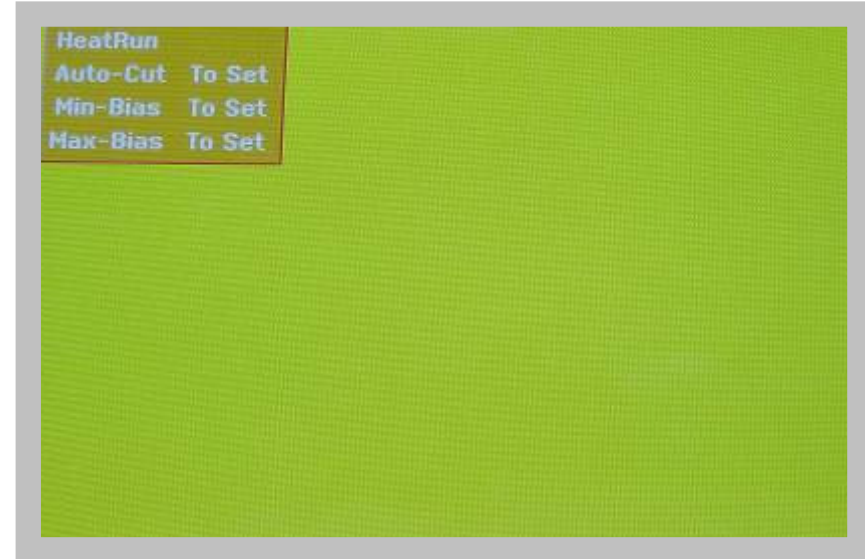 HeatRun
Auto-Cut To Set
Min-Bias To Set
Max-Bias To Set